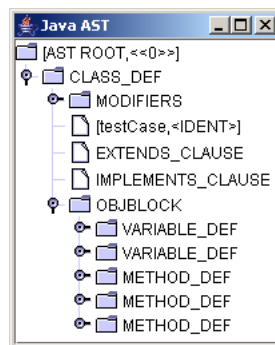 Java AST
[AST ROOT,<<0>>]
CLASS_DEF
MODIFIERS
[testCase,<IDENT>]
EXTENDS_CLAUSE
IMPLEMENTS_CLAUSE
OBJBLOCK
VARIABLE_DEF
VARIABLE_DEF
METHOD_DEF
METHOD_DEF
METHOD_DEF